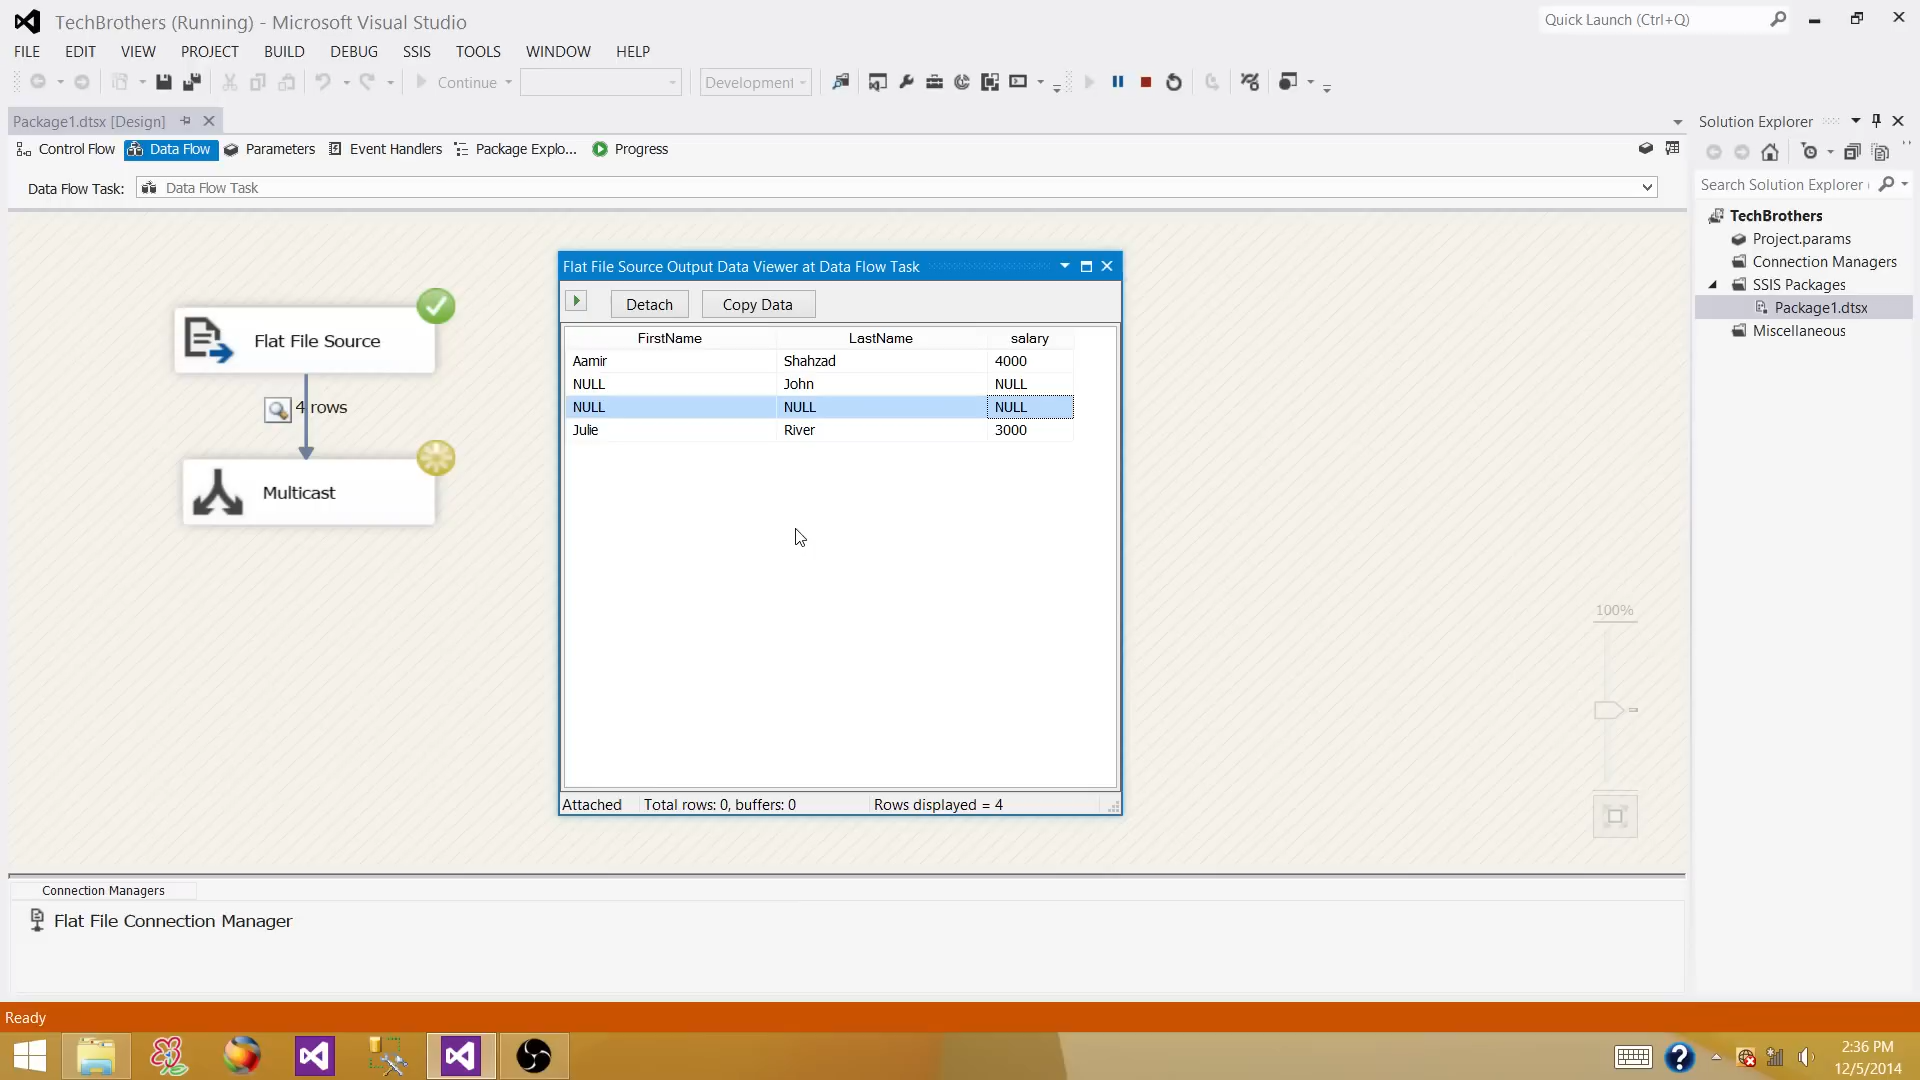 TechBrothers (Running) - Microsoft Visual Studio
Quick Launch (Ctrl+Q)
FILE EDIT VIEW PROJECT BUILD DEBUG SSIS TOOLS WINDOW HELP
Continue
Development
Package1.dtsx [Design]
Control Flow
Data Flow
Parameters
Event Handlers
Package Explo...
Progress
Data Flow Task:
Data Flow Task
Flat File Source
4 rows
Multicast
Flat File Source Output Data Viewer at Data Flow Task
Detach
Copy Data
FirstName LastName salary
Aamir Shahzad 4000
NULL John NULL
NULL NULL NULL
Julie River 3000
Attached
Total rows: 0, buffers: 0
Rows displayed = 4
100%
Solution Explorer
Search Solution Explorer (
TechBrothers
Project.params
Connection Managers
SSIS Packages
Package1.dtsx
Miscellaneous
Connection Managers
Flat File Connection Manager
Ready
2:36 PM
12/5/2014